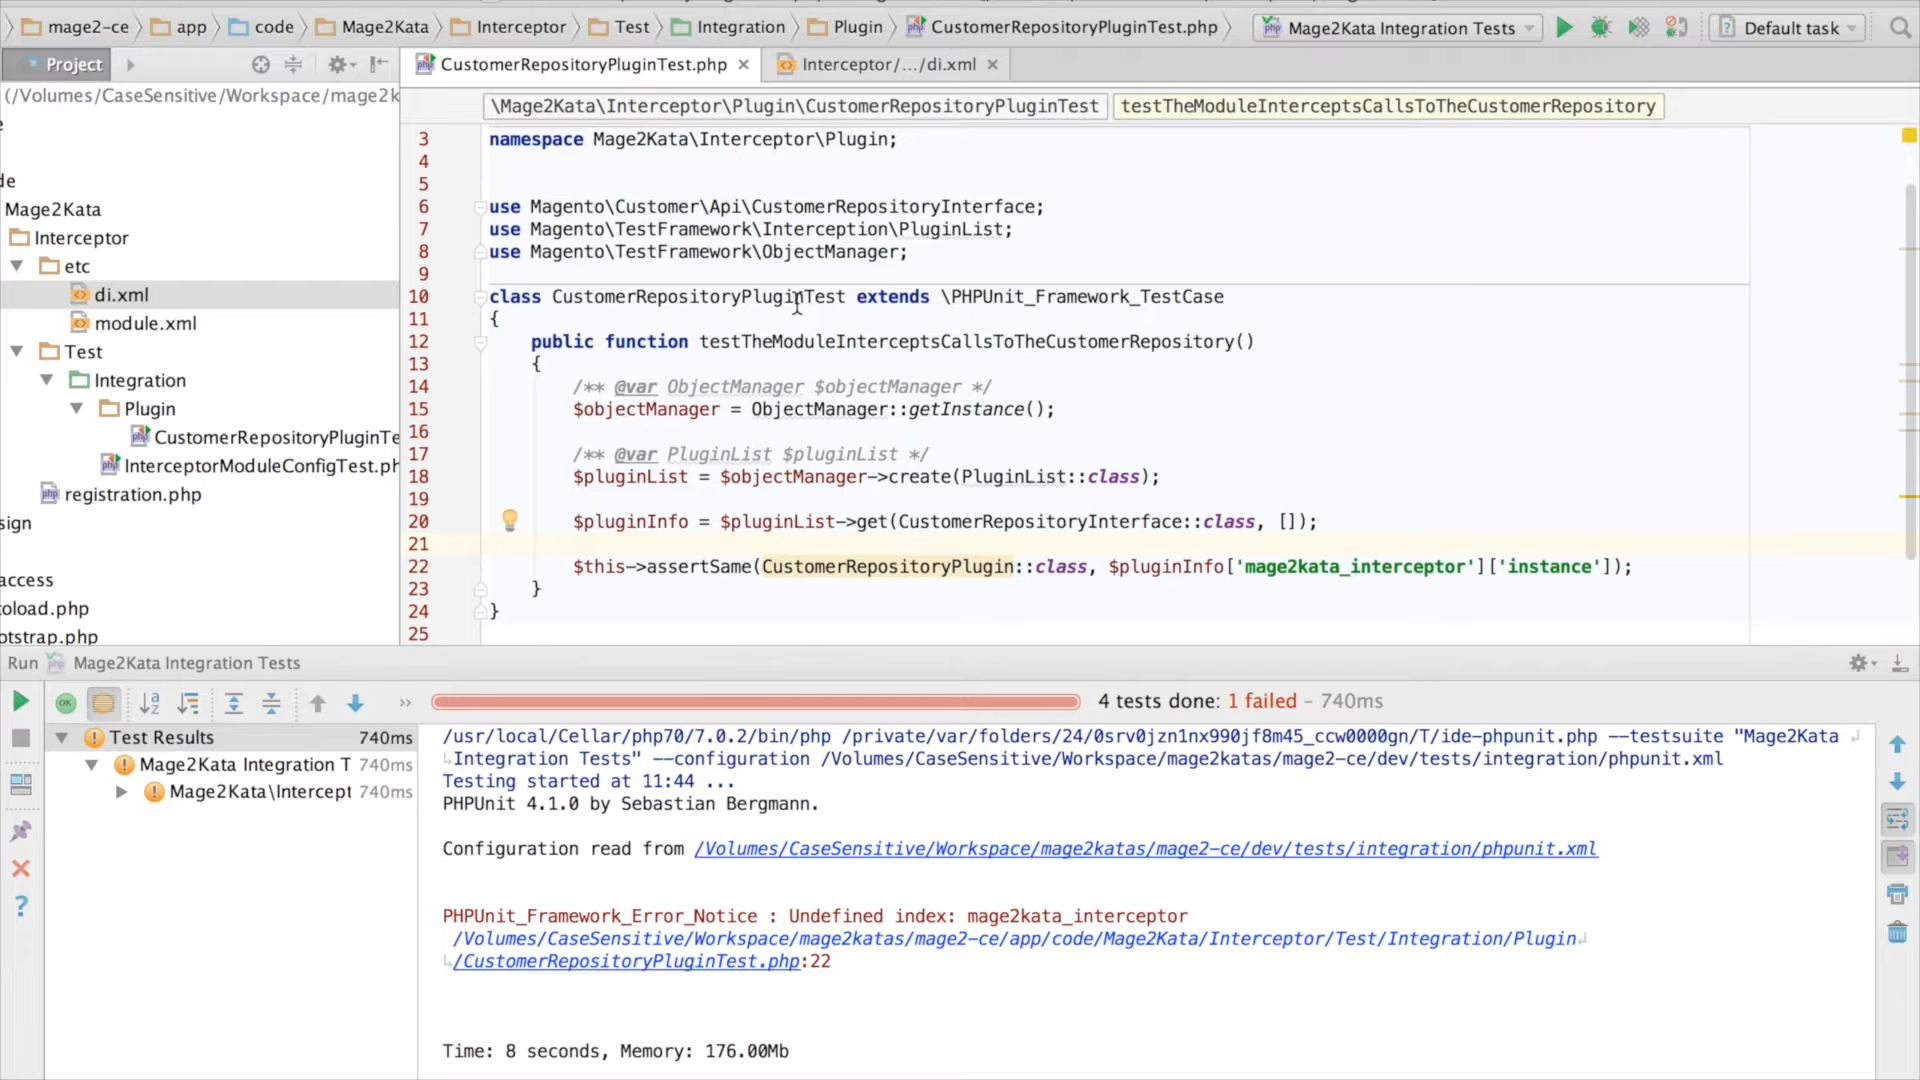 mage2-ce app code Mage2Kata Interceptor Test Integration Plugin CustomerRepositoryPluginTest.php Mage2Kata Integration Tests Default task
Project CustomerRepositoryPluginTest.php Interceptor/.../di.xml
(/Volumes/CaseSensitive/Workspace/mage2k
e
de
Mage2Kata
Interceptor
etc
di.xml
module.xml
Test
Integration
Plugin
CustomerRepositoryPluginTe
InterceptorModuleConfigTest.ph
registration.php
sign
access
toload.php
otstrap.php
\Mage2Kata\Interceptor\Plugin\CustomerRepositoryPluginTest testTheModuleInterceptsCallsToTheCustomerRepository
3 namespace Mage2Kata\Interceptor\Plugin;
4
5
6 use Magento\Customer\Api\CustomerRepositoryInterface;
7 use Magento\TestFramework\Interception\PluginList;
8 use Magento\TestFramework\ObjectManager;
9
10 class CustomerRepositoryPluginTest extends \PHPUnit_Framework_TestCase
11 {
12 public function testTheModuleInterceptsCallsToTheCustomerRepository()
13 {
14 /** @var ObjectManager $objectManager */
15 $objectManager = ObjectManager::getInstance();
16
17 /** @var PluginList $pluginList */
18 $pluginList = $objectManager->create(PluginList::class);
19
20 $pluginInfo = $pluginList->get(CustomerRepositoryInterface::class, []);
21
22 $this->assertSame(CustomerRepositoryPlugin::class, $pluginInfo['mage2kata_interceptor']['instance']);
23 }
24 }
25
Run Mage2Kata Integration Tests
4 tests done: 1 failed – 740ms
Test Results 740ms
Mage2Kata Integration T 740ms
Mage2Kata\Intercept 740ms
/usr/local/Cellar/php70/7.0.2/bin/php /private/var/folders/24/0srv0jzn1nx990jf8m45_ccw0000gn/T/ide-phpunit.php --testsuite "Mage2Kata
Integration Tests" --configuration /Volumes/CaseSensitive/Workspace/mage2katas/mage2-ce/dev/tests/integration/phpunit.xml
Testing started at 11:44 ...
PHPUnit 4.1.0 by Sebastian Bergmann.
Configuration read from /Volumes/CaseSensitive/Workspace/mage2katas/mage2-ce/dev/tests/integration/phpunit.xml
PHPUnit_Framework_Error_Notice : Undefined index: mage2kata_interceptor
/Volumes/CaseSensitive/Workspace/mage2katas/mage2-ce/app/code/Mage2Kata/Interceptor/Test/Integration/Plugin
/CustomerRepositoryPluginTest.php:22
Time: 8 seconds, Memory: 176.00Mb